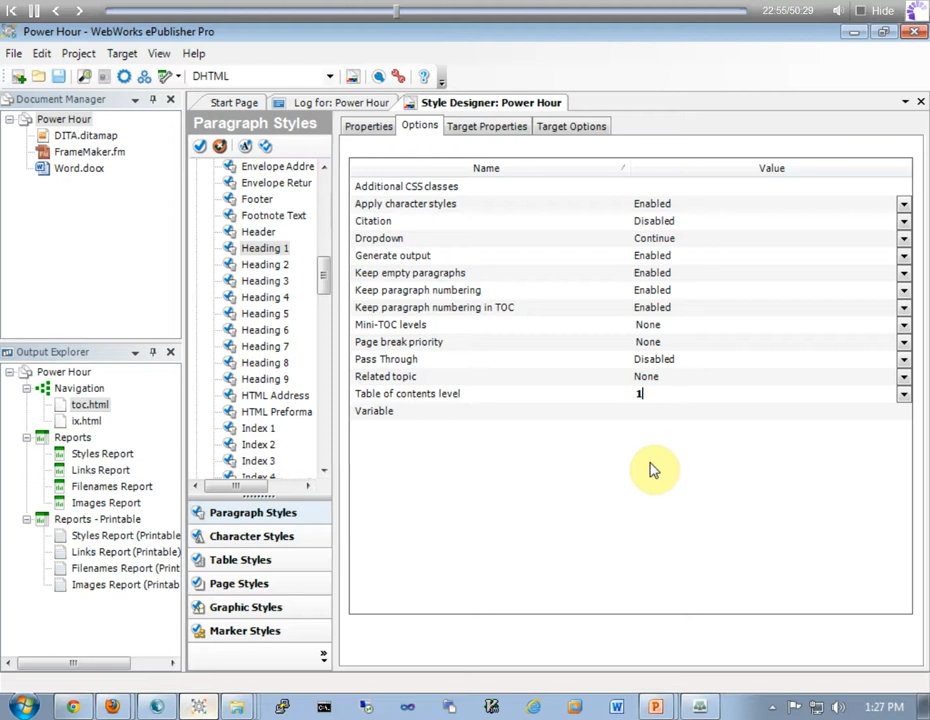 22:55/50:29
Hide
Power Hour - WebWorks ePublisher Pro
File Edit Project Target View Help
DHTML
Document Manager
Power Hour
DITA.ditamap
FrameMaker.fm
Word.docx
Output Explorer
Power Hour
Navigation
toc.html
ix.html
Reports
Styles Report
Links Report
Filenames Report
Images Report
Reports - Printable
Styles Report (Printable
Links Report (Printable)
Filenames Report (Print
Images Report (Printab
Start Page
Log for: Power Hour
Style Designer: Power Hour
Paragraph Styles
Envelope Addre
Envelope Retur
Footer
Footnote Text
Header
Heading 1
Heading 2
Heading 3
Heading 4
Heading 5
Heading 6
Heading 7
Heading 8
Heading 9
HTML Address
HTML Preforma
Index 1
Index 2
Index 3
Index 4
Paragraph Styles
Character Styles
Table Styles
Page Styles
Graphic Styles
Marker Styles
Properties Options Target Properties Target Options
Name Value
Additional CSS classes
Apply character styles Enabled
Citation Disabled
Dropdown Continue
Generate output Enabled
Keep empty paragraphs Enabled
Keep paragraph numbering Enabled
Keep paragraph numbering in TOC Enabled
Mini-TOC levels None
Page break priority None
Pass Through Disabled
Related topic None
Table of contents level 1
Variable
1:27 PM